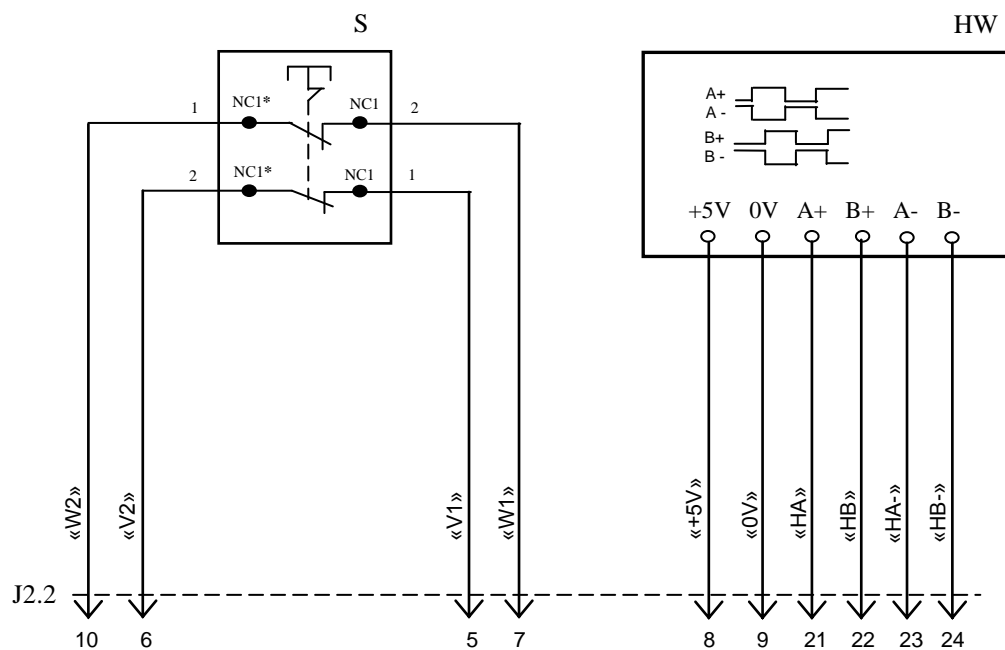 S HW
1 NC1* NC1 2
2 NC1* NC1 1
A+
A -
B+
B -
+5V 0V A+ B+ A- B-
«W2» «V2» «V1» «W1» «+5V» «0V» «HA» «HB» «HA-» «HB-»
J2.2
10 6 5 7 8 9 21 22 23 24